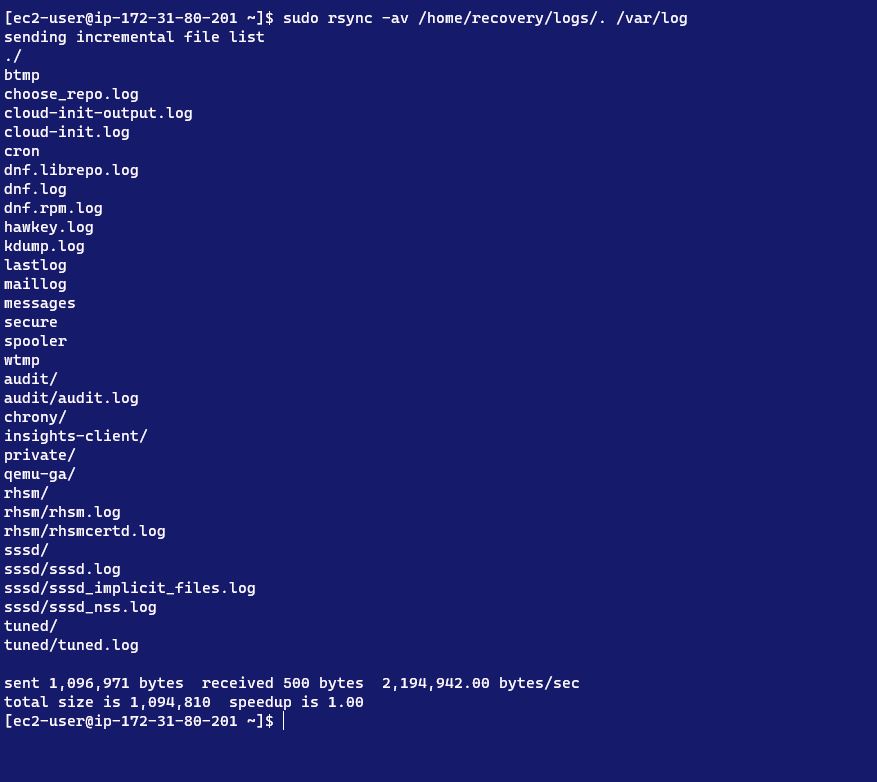 [ec2-user@ip-172-31-80-201 ~]$ sudo rsync -av /home/recovery/logs/. /var/log
sending incremental file list
./
btmp
choose_repo.log
cloud-init-output.log
cloud-init.log
cron
dnf.librepo.log
dnf.log
dnf.rpm.log
hawkey.log
kdump.log
lastlog
maillog
messages
secure
spooler
wtmp
audit/
audit/audit.log
chrony/
insights-client/
private/
qemu-ga/
rhsm/
rhsm/rhsm.log
rhsm/rhsmcertd.log
sssd/
sssd/sssd.log
sssd/sssd_implicit_files.log
sssd/sssd_nss.log
tuned/
tuned/tuned.log
sent 1,096,971 bytes  received 500 bytes  2,194,942.00 bytes/sec
total size is 1,094,810  speedup is 1.00
[ec2-user@ip-172-31-80-201 ~]$